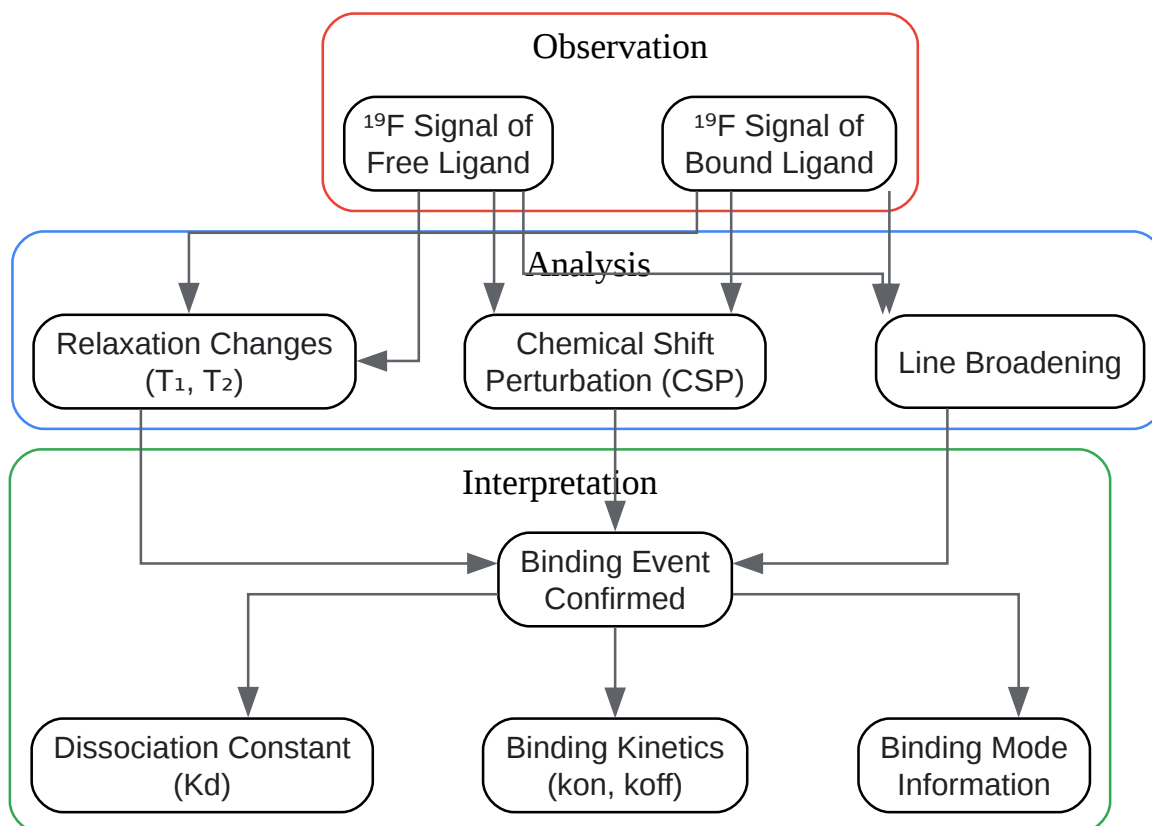 Observation
¹⁹F Signal of
Free Ligand
¹⁹F Signal of
Bound Ligand
Analysis
Relaxation Changes
(T₁, T₂)
Chemical Shift
Perturbation (CSP)
Line Broadening
Interpretation
Binding Event
Confirmed
Dissociation Constant
(Kd)
Binding Kinetics
(kon, koff)
Binding Mode
Information